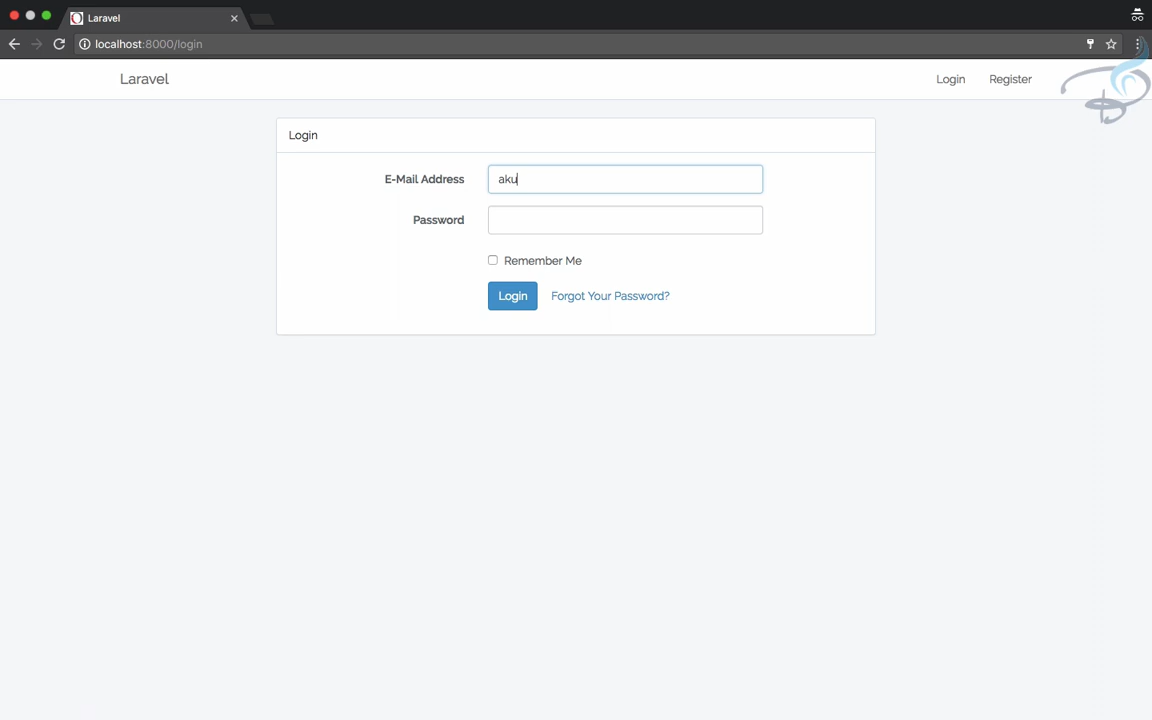 Laravel
localhost:8000/login
Laravel
Login
Register
Login
E-Mail Address
aku
Password
Remember Me
Login
Forgot Your Password?